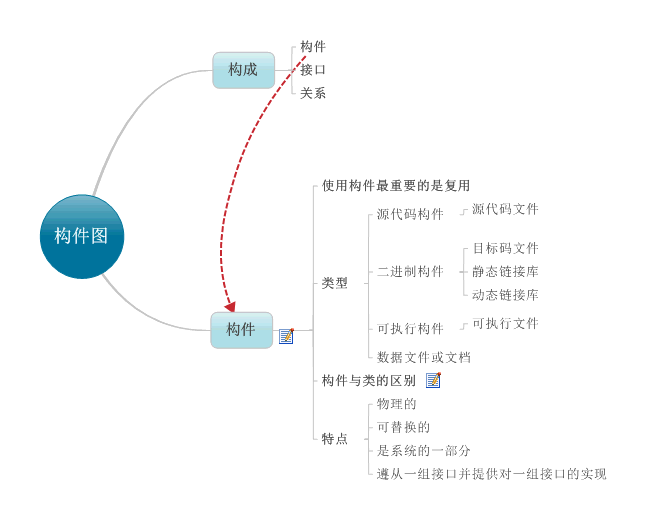 构件图
构成
构件
接口
关系
构件
使用构件最重要的是复用
类型
源代码构件
源代码文件
二进制构件
目标码文件
静态链接库
动态链接库
可执行构件
可执行文件
数据文件或文档
构件与类的区别
特点
物理的
可替换的
是系统的一部分
遵从一组接口并提供对一组接口的实现